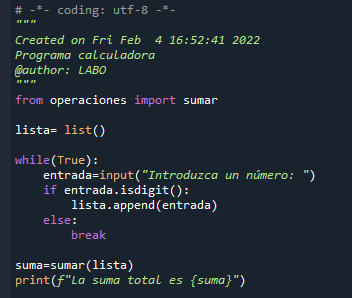 # -*- coding: utf-8 -*-
"""
Created on Fri Feb  4 16:52:41 2022
Programa calculadora
@author: LABO
"""
from operaciones import sumar

lista= list()

while(True):
    entrada=input("Introduzca un número: ")
    if entrada.isdigit():
        lista.append(entrada)
    else:
        break

suma=sumar(lista)
print(f"La suma total es {suma}")